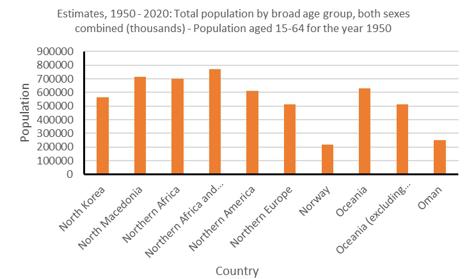 Estimates, 1950 - 2020: Total population by broad age group, both sexes
combined (thousands) - Population aged 15-64 for the year 1950
900000
800000
700000
600000
500000
400000
300000
200000
100000
0
Population
North Korea
North Macedonia
Northern Africa
Northern Africa and...
Northern America
Northern Europe
Norway
Oceania
Oceania (excluding...
Oman
Country